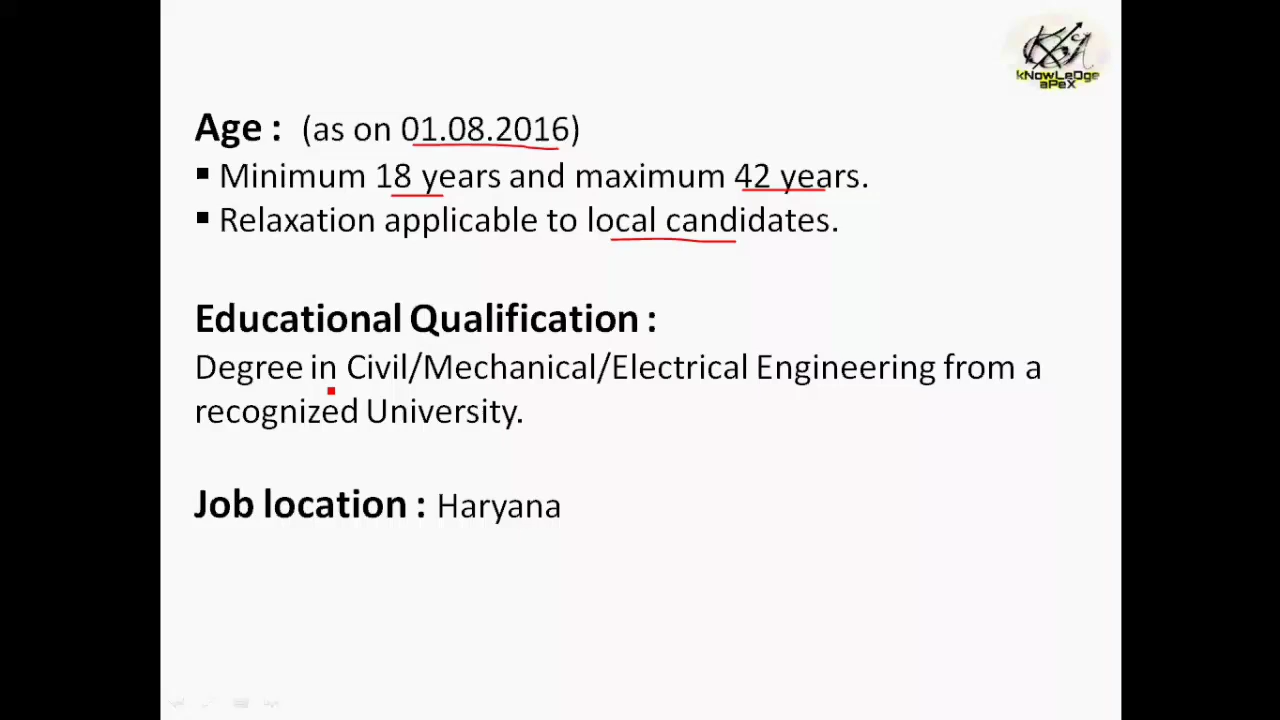 kNowLeDge
aPeX
Age : (as on 01.08.2016)
▪ Minimum 18 years and maximum 42 years.
▪ Relaxation applicable to local candidates.
Educational Qualification :
Degree in Civil/Mechanical/Electrical Engineering from a
recognized University.
Job location : Haryana